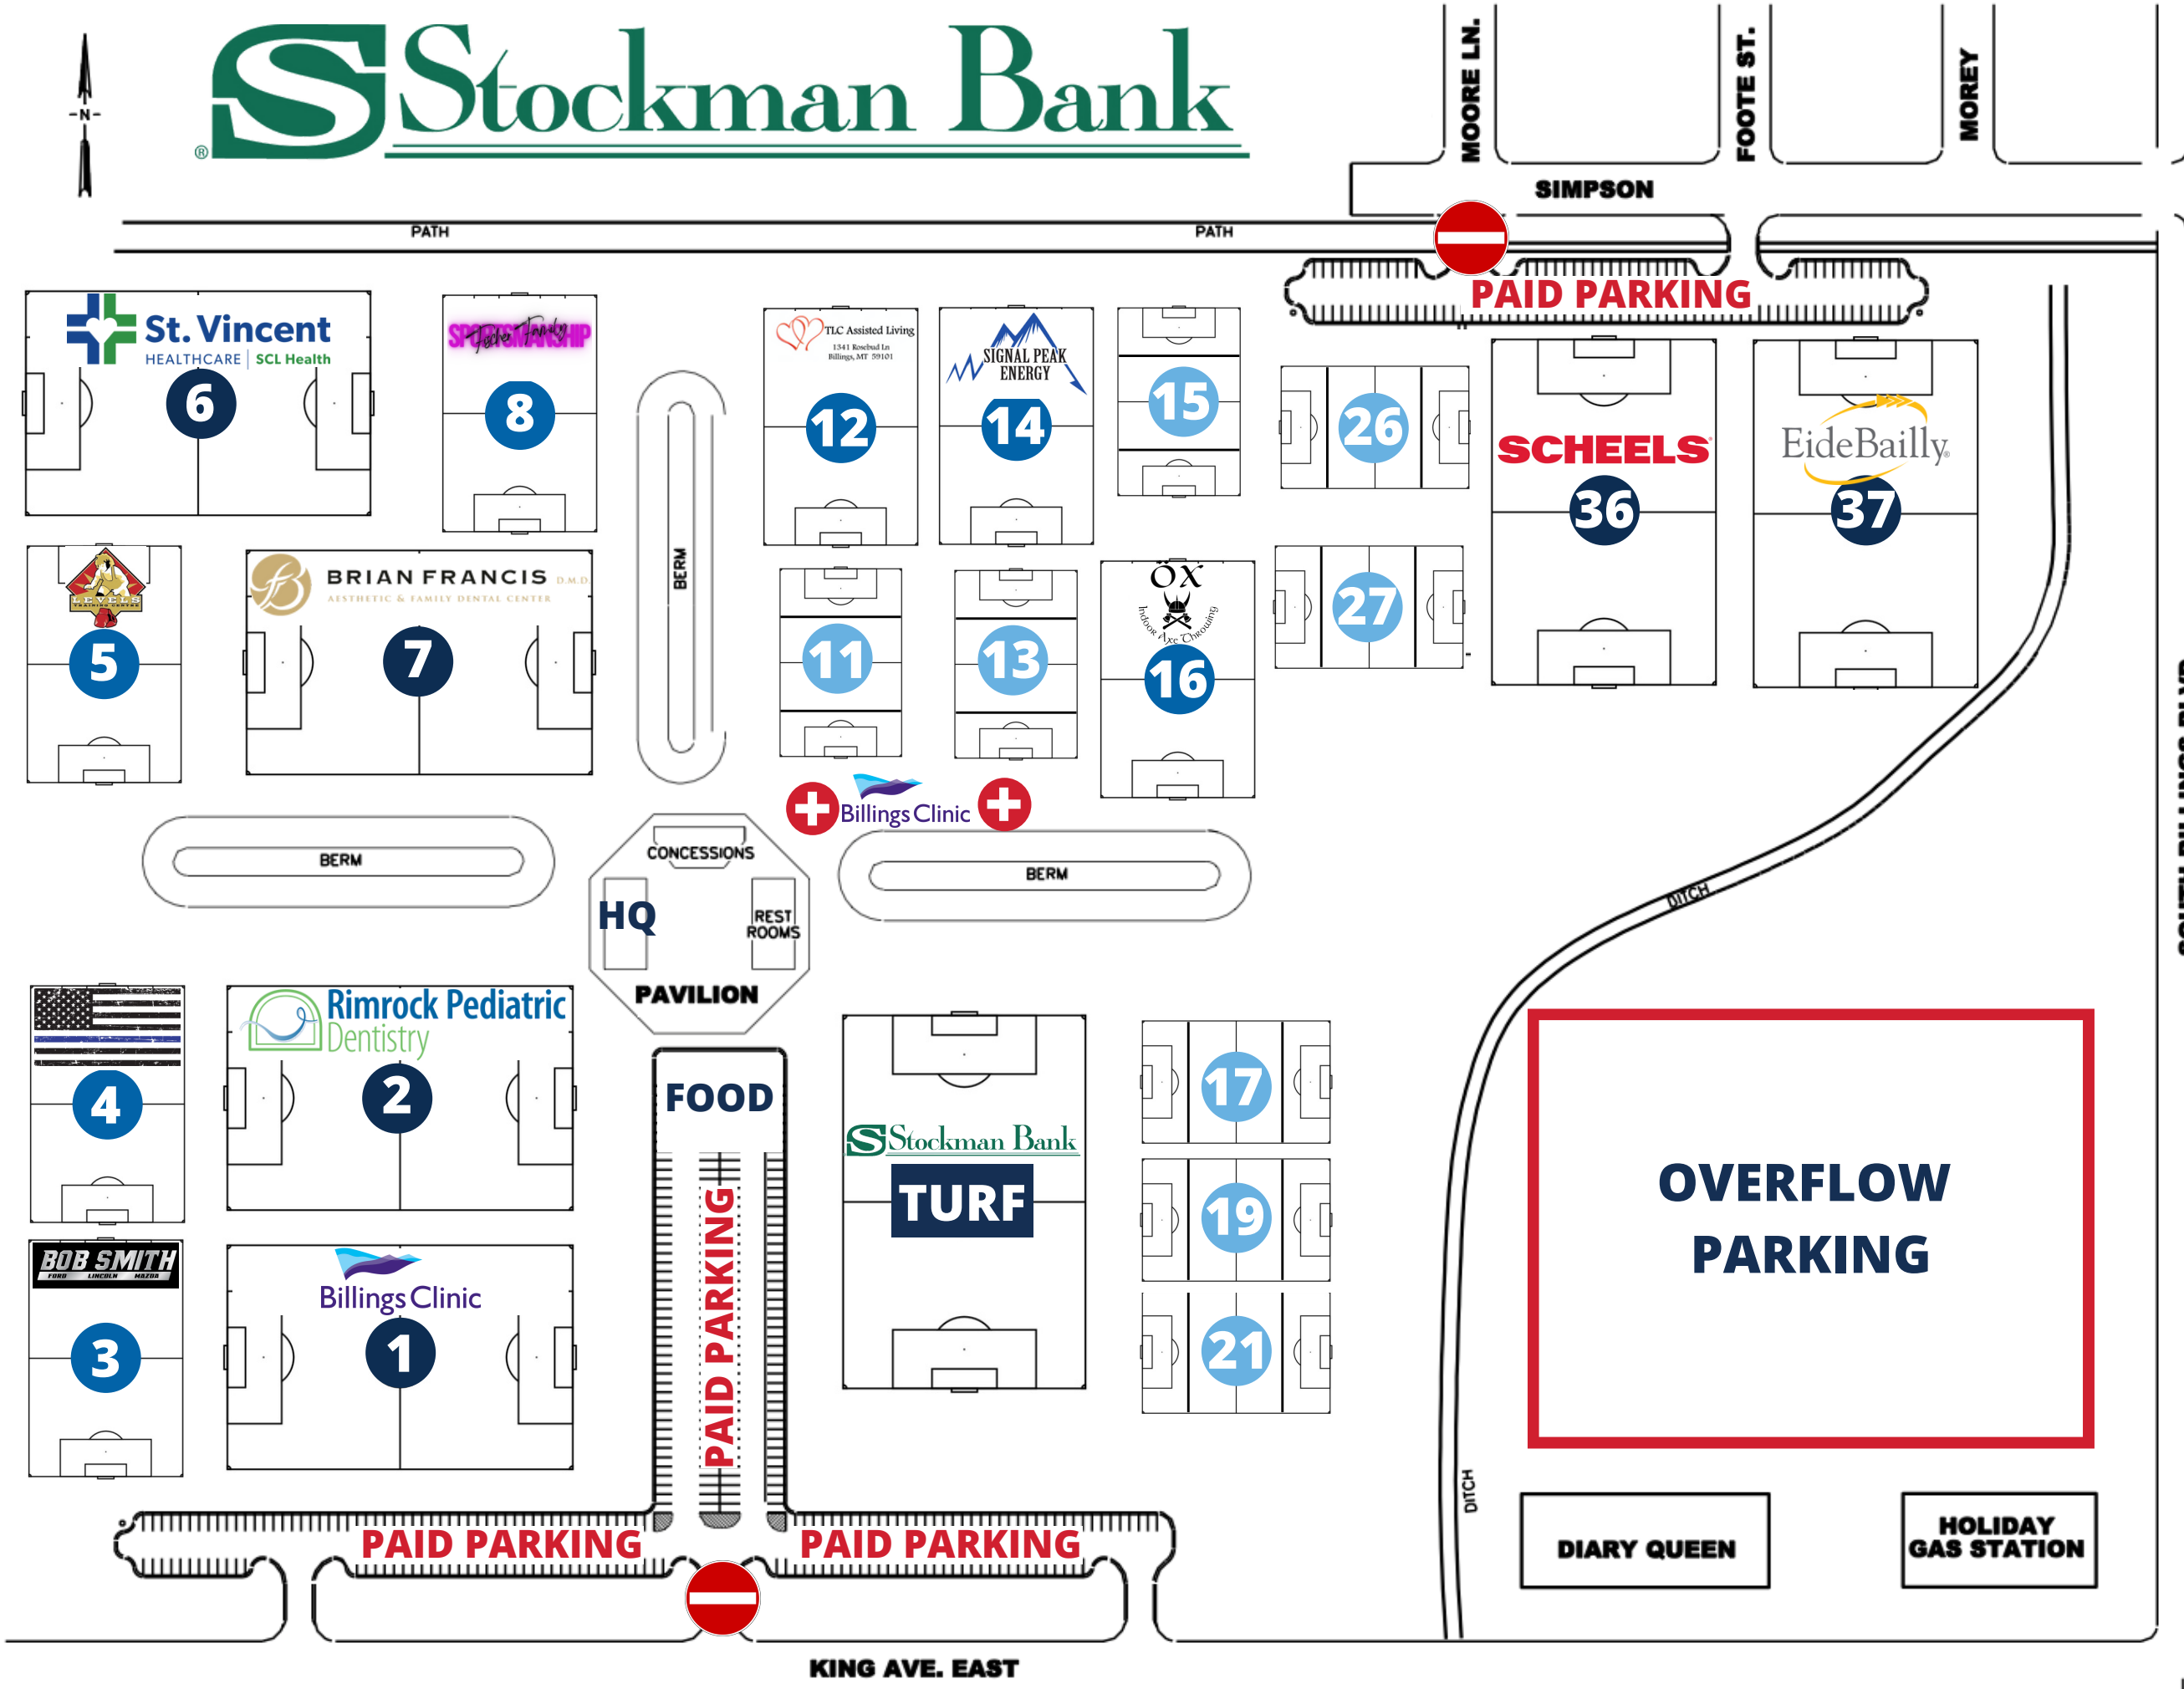 Stockman Bank
®
-N-
MOORE LN.
FOOTE ST.
MOREY
SIMPSON
PATH
PATH
PAID PARKING
St. Vincent
HEALTHCARE | SCL Health
6
SPORTSMANSHIP
8
TLC Assisted Living
1341 Rosebud Ln
Billings, MT 59101
12
SIGNAL PEAK
ENERGY
14
15
26
SCHEELS
36
EideBailly®
37
BERM
LEVELS
5
BRIAN FRANCIS D.M.D.
AESTHETIC & FAMILY DENTAL CENTER
7
11
13
ÖX
Indoor Axe Throwing
16
27
Billings Clinic
BERM
CONCESSIONS
HQ
REST
ROOMS
PAVILION
BERM
DITCH
4
Rimrock Pediatric
Dentistry
2
FOOD
PAID PARKING
Stockman Bank
TURF
17
19
21
OVERFLOW
PARKING
BOB SMITH
FORD LINCOLN MAZDA
3
Billings Clinic
1
DITCH
PAID PARKING
PAID PARKING
DIARY QUEEN
HOLIDAY
GAS STATION
KING AVE. EAST